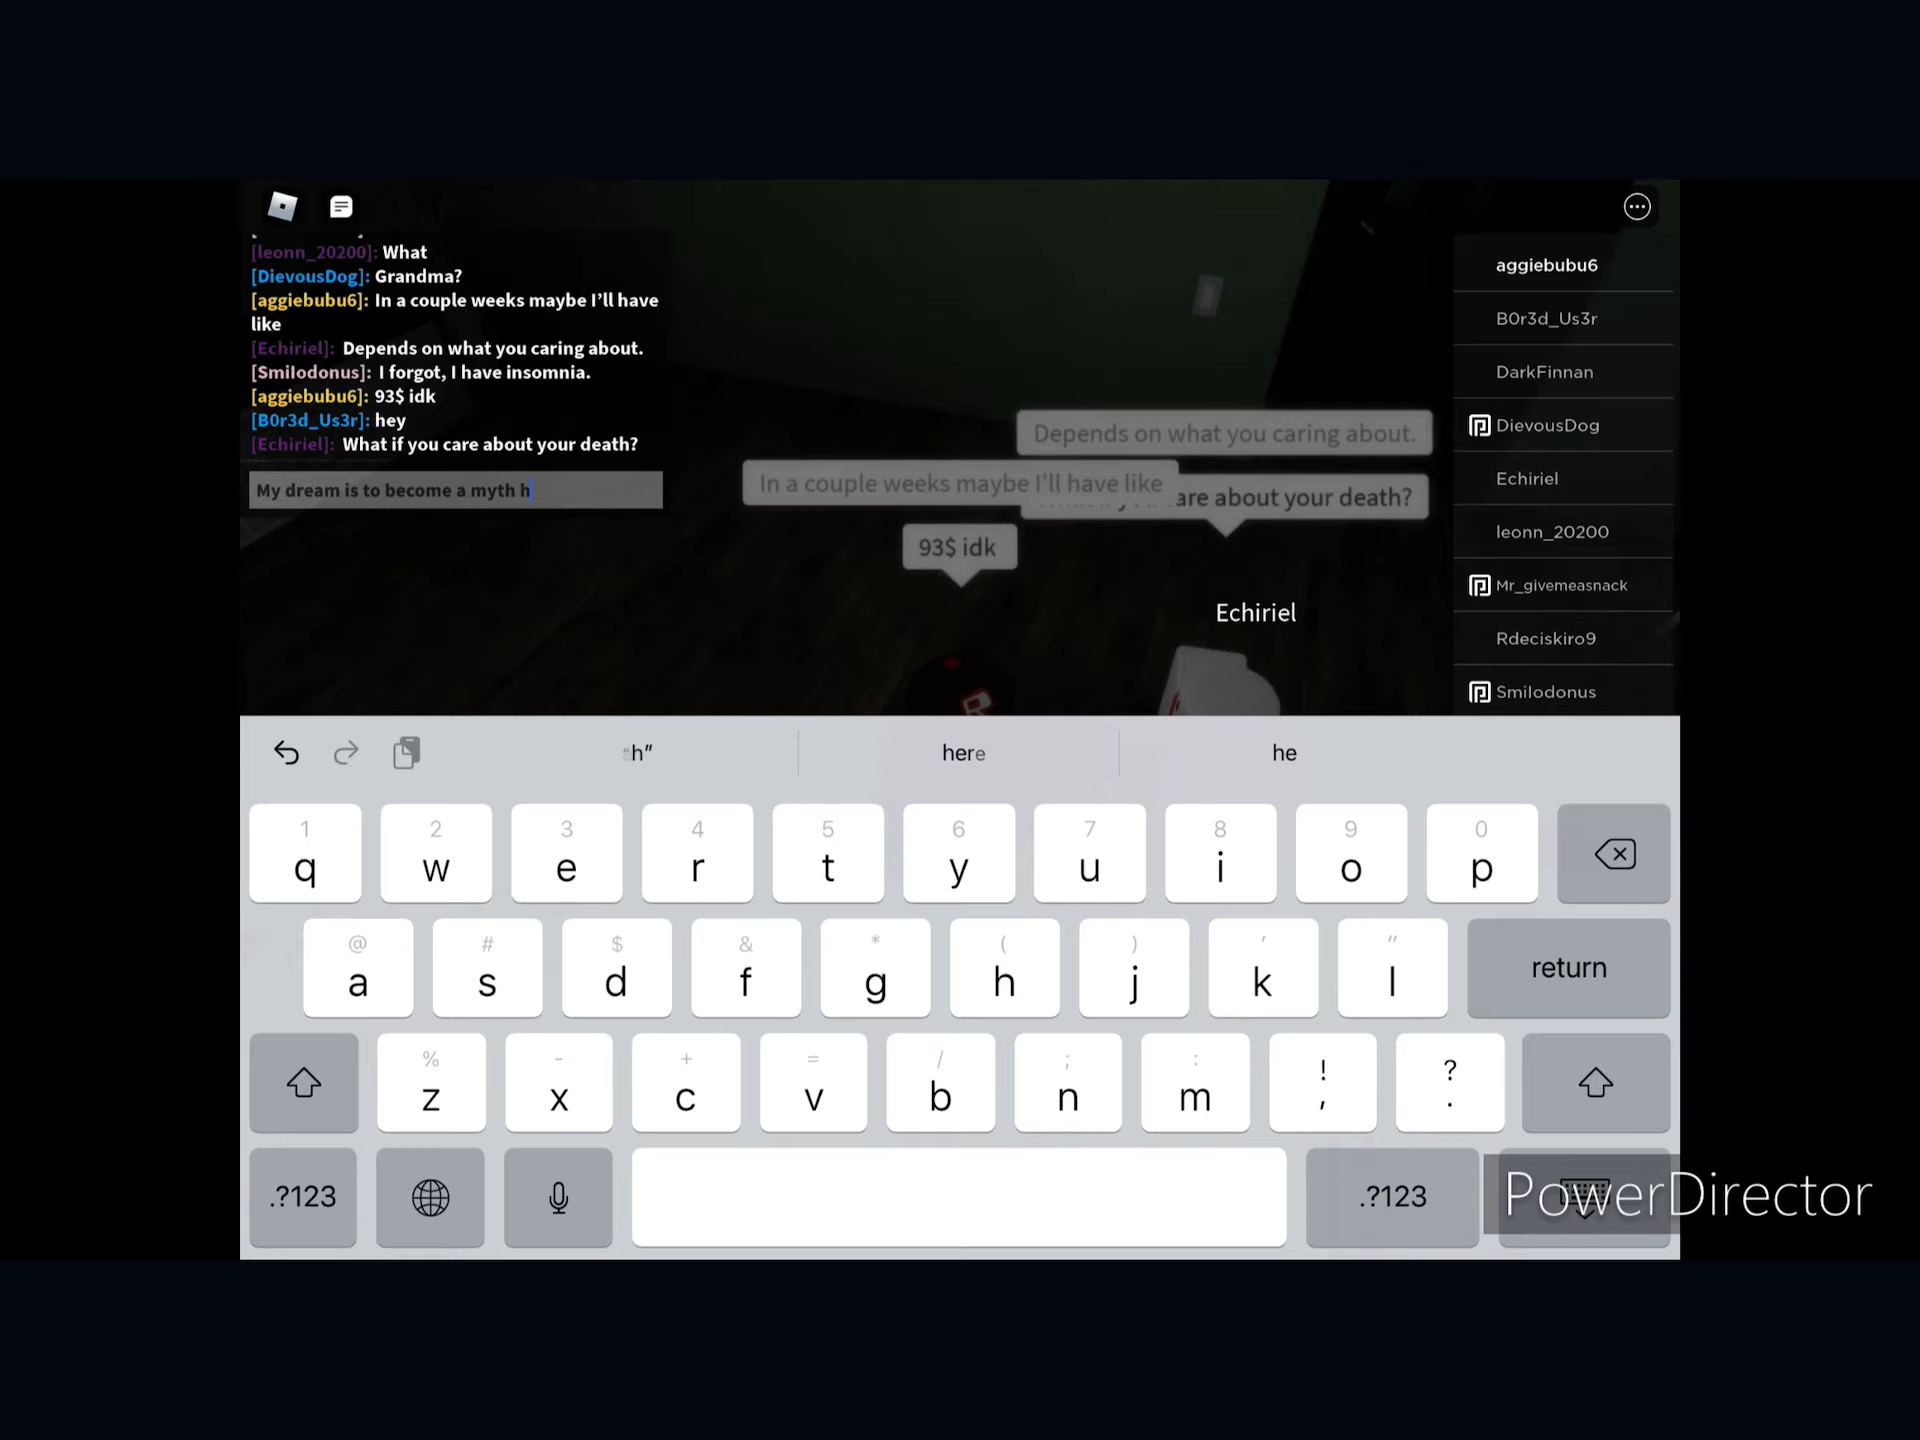 [leonn_20200]: What
[DievousDog]: Grandma?
[aggiebubu6]: In a couple weeks maybe I'll have
like
[Echiriel]: Depends on what you caring about.
[Smilodonus]: I forgot, I have insomnia.
[aggiebubu6]: 93$ idk
[B0r3d_Us3r]: hey
[Echiriel]: What if you care about your death?
My dream is to become a myth h
Depends on what you caring about.
In a couple weeks maybe I'll have like
are about your death?
93$ idk
Echiriel
aggiebubu6
B0r3d_Us3r
DarkFinnan
DievousDog
Echiriel
leonn_20200
Mr_givemeasnack
Rdeciskiro9
Smilodonus
"h" here he
1 2 3 4 5 6 7 8 9 0
q w e r t y u i o p
@ # $ & * ( ) ' "
a s d f g h j k l return
% - + = / ; : ! ?
z x c v b n m , .
.?123 .?123
PowerDirector